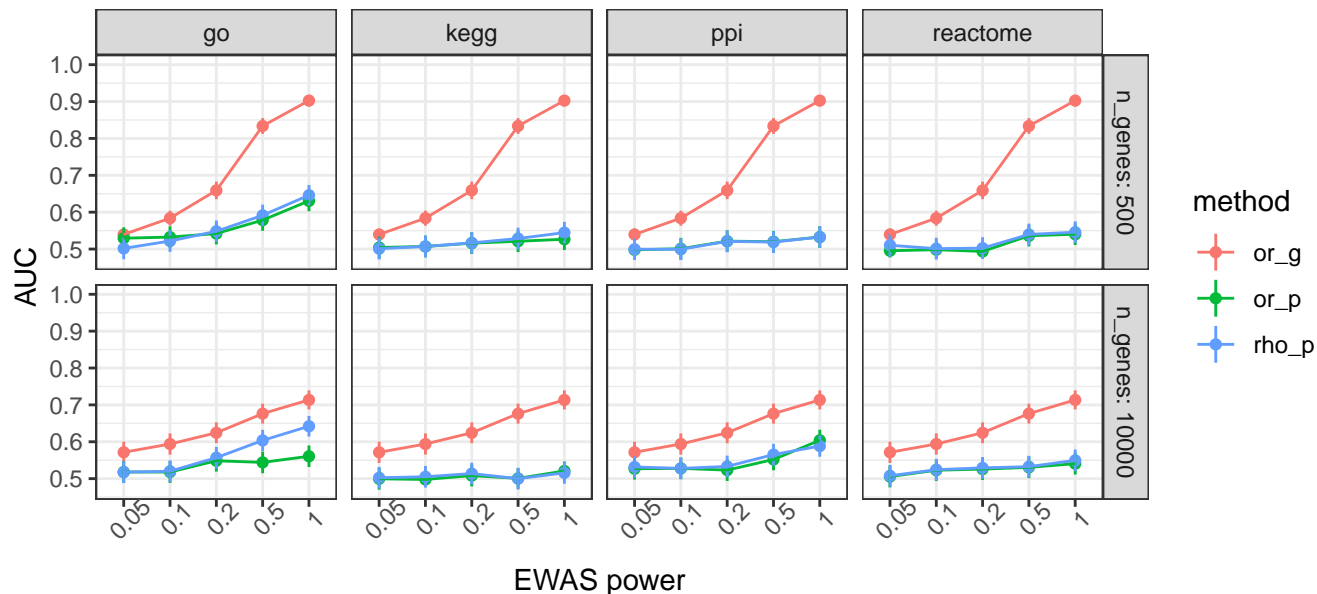 go
kegg
ppi
reactome
AUC
1.0
0.9
0.8
0.7
0.6
0.5
n_genes: 500
1.0
0.9
0.8
0.7
0.6
0.5
n_genes: 10000
0.05 0.1 0.2 0.5 1
0.05 0.1 0.2 0.5 1
0.05 0.1 0.2 0.5 1
0.05 0.1 0.2 0.5 1
EWAS power
method
or_g
or_p
rho_p